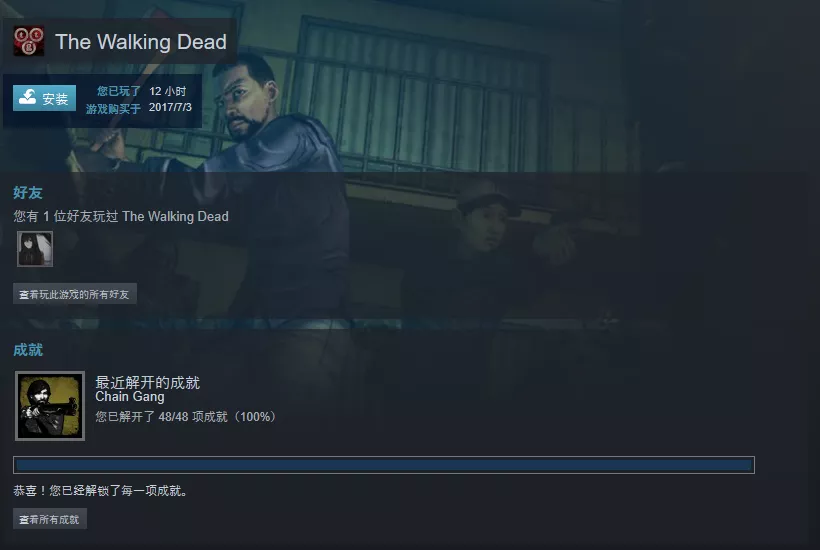 The Walking Dead
安装
您已玩了 12 小时
游戏购买于 2017/7/3
好友
您有 1 位好友玩过 The Walking Dead
查看玩此游戏的所有好友
成就
最近解开的成就
Chain Gang
您已解开了 48/48 项成就（100%）
恭喜！您已经解锁了每一项成就。
查看所有成就